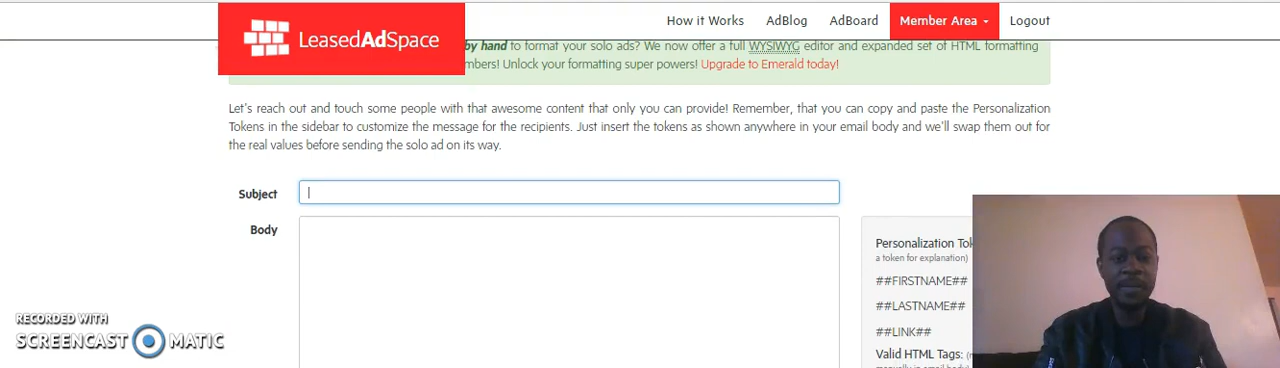 How it Works AdBlog AdBoard Member Area Logout
LeasedAdSpace
by hand to format your solo ads? We now offer a full WYSIWYG editor and expanded set of HTML formatting
mbers! Unlock your formatting super powers! Upgrade to Emerald today!
Let's reach out and touch some people with that awesome content that only you can provide! Remember, that you can copy and paste the Personalization
Tokens in the sidebar to customize the message for the recipients. Just insert the tokens as shown anywhere in your email body and we'll swap them out for
the real values before sending the solo ad on its way.
Subject
Body
Personalization Tok
a token for explanation)
##FIRSTNAME##
##LASTNAME##
##LINK##
Valid HTML Tags:
manually in email body)
RECORDED WITH
SCREENCAST MATIC